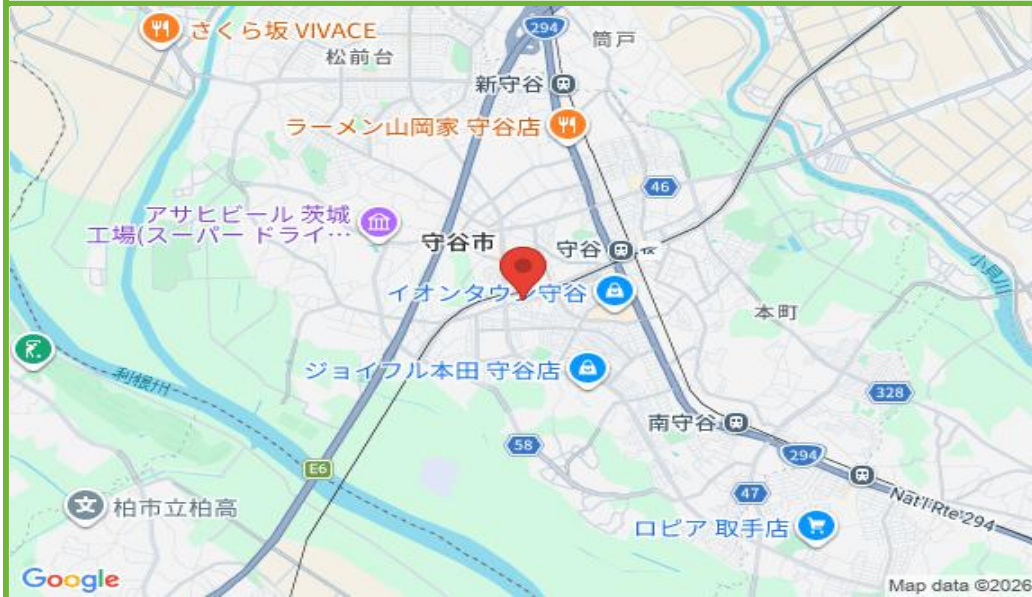 さくら坂 VIVACE
松前台
294
筒戸
新守谷
ラーメン山岡家 守谷店
46
アサヒビール 茨城
工場(スーパー ドライ…
守谷市
守谷
イオンタウン守谷
小貝川
本町
ジョイフル本田 守谷店
利根川
328
南守谷
58
294
E6
47
Nat'l Rte 294
文
柏市立柏高
ロピア 取手店
Google
Map data ©2026